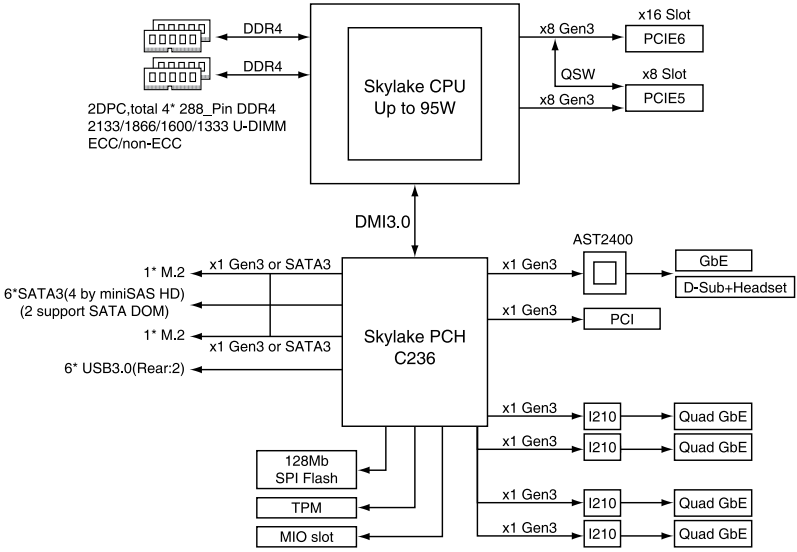 DDR4
DDR4
2DPC,total 4* 288_Pin DDR4
2133/1866/1600/1333 U-DIMM
ECC/non-ECC
Skylake CPU
Up to 95W
x8 Gen3
x16 Slot
PCIE6
QSW
x8 Slot
x8 Gen3
PCIE5
DMI3.0
x1 Gen3 or SATA3
1* M.2
6*SATA3(4 by miniSAS HD)
(2 support SATA DOM)
1* M.2
x1 Gen3 or SATA3
6* USB3.0(Rear:2)
Skylake PCH
C236
x1 Gen3
AST2400
GbE
D-Sub+Headset
x1 Gen3
PCI
x1 Gen3
I210
Quad GbE
x1 Gen3
I210
Quad GbE
x1 Gen3
I210
Quad GbE
x1 Gen3
I210
Quad GbE
128Mb
SPI Flash
TPM
MIO slot